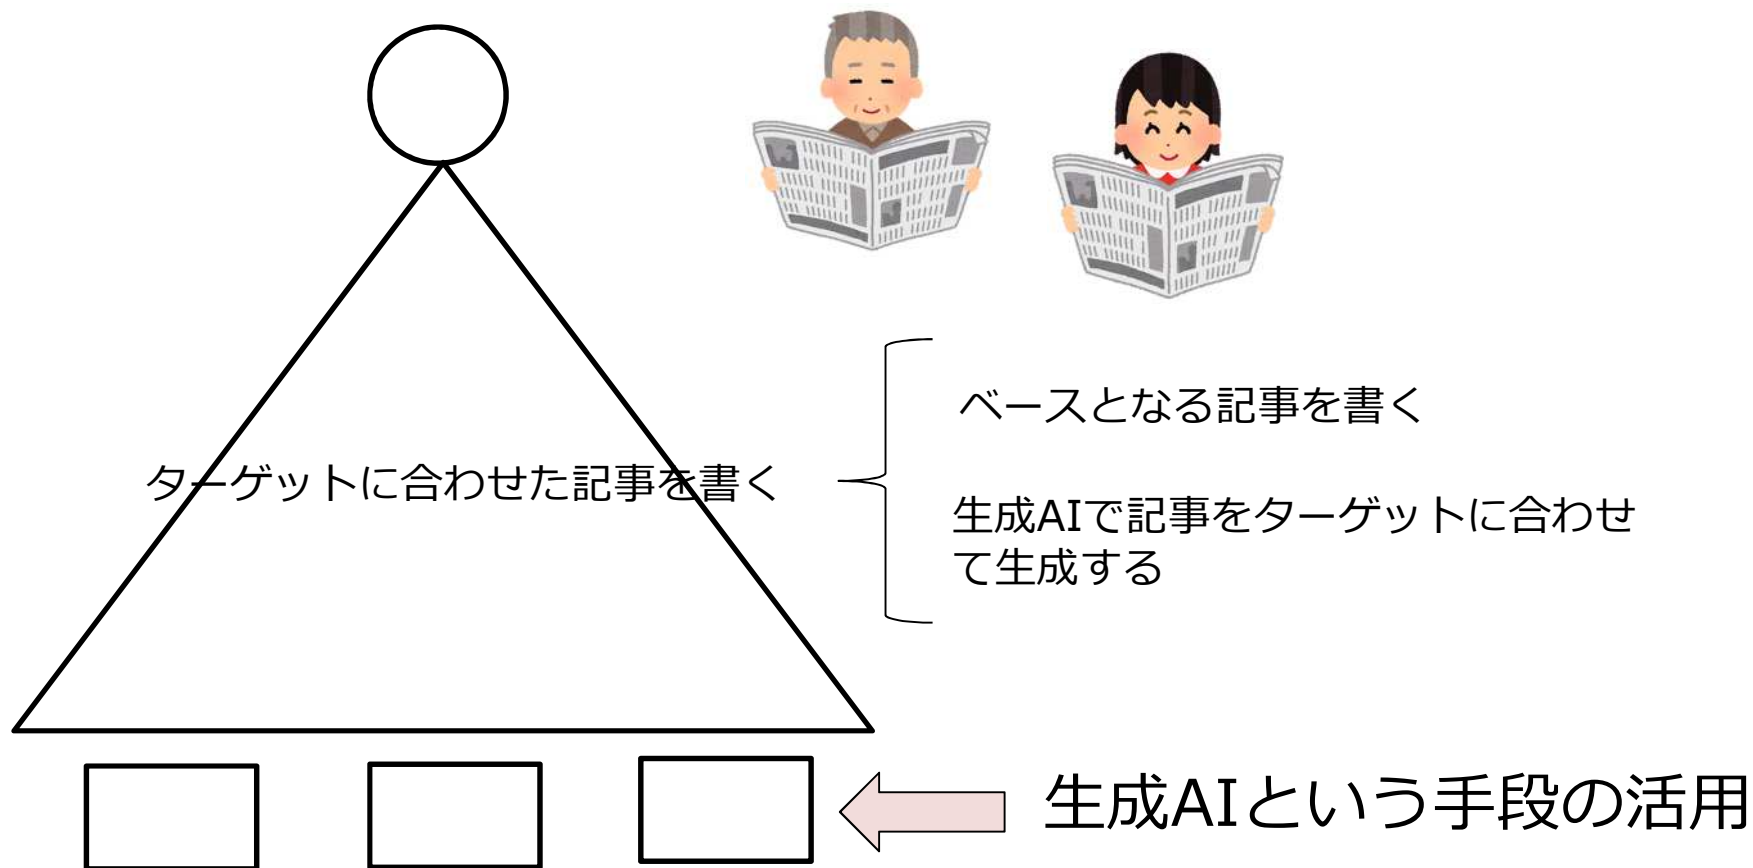 ターゲットに合わせた記事を書く
ベースとなる記事を書く
生成AIで記事をターゲットに合わせ
て生成する
生成AIという手段の活用